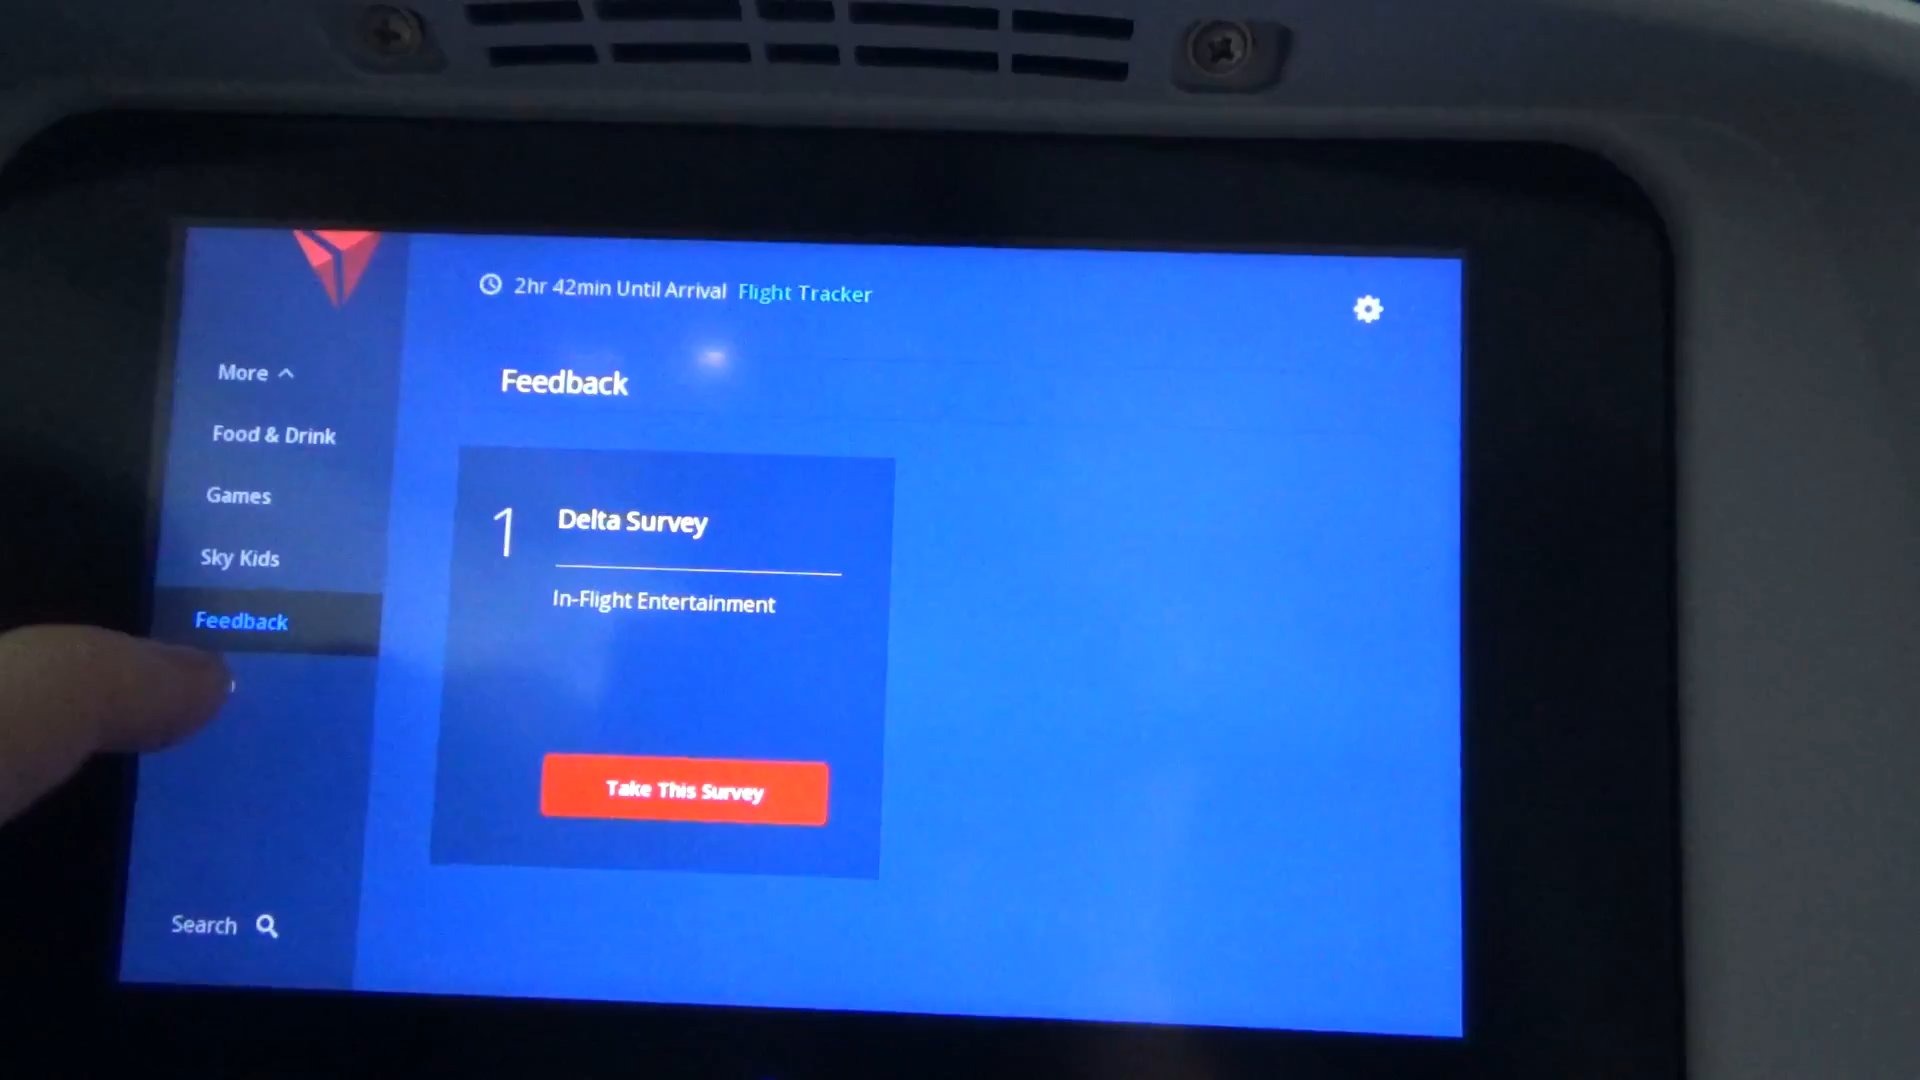 2hr 42min Until Arrival Flight Tracker
More
Food & Drink
Games
Sky Kids
Feedback
Search
Feedback
1
Delta Survey
In-Flight Entertainment
Take This Survey